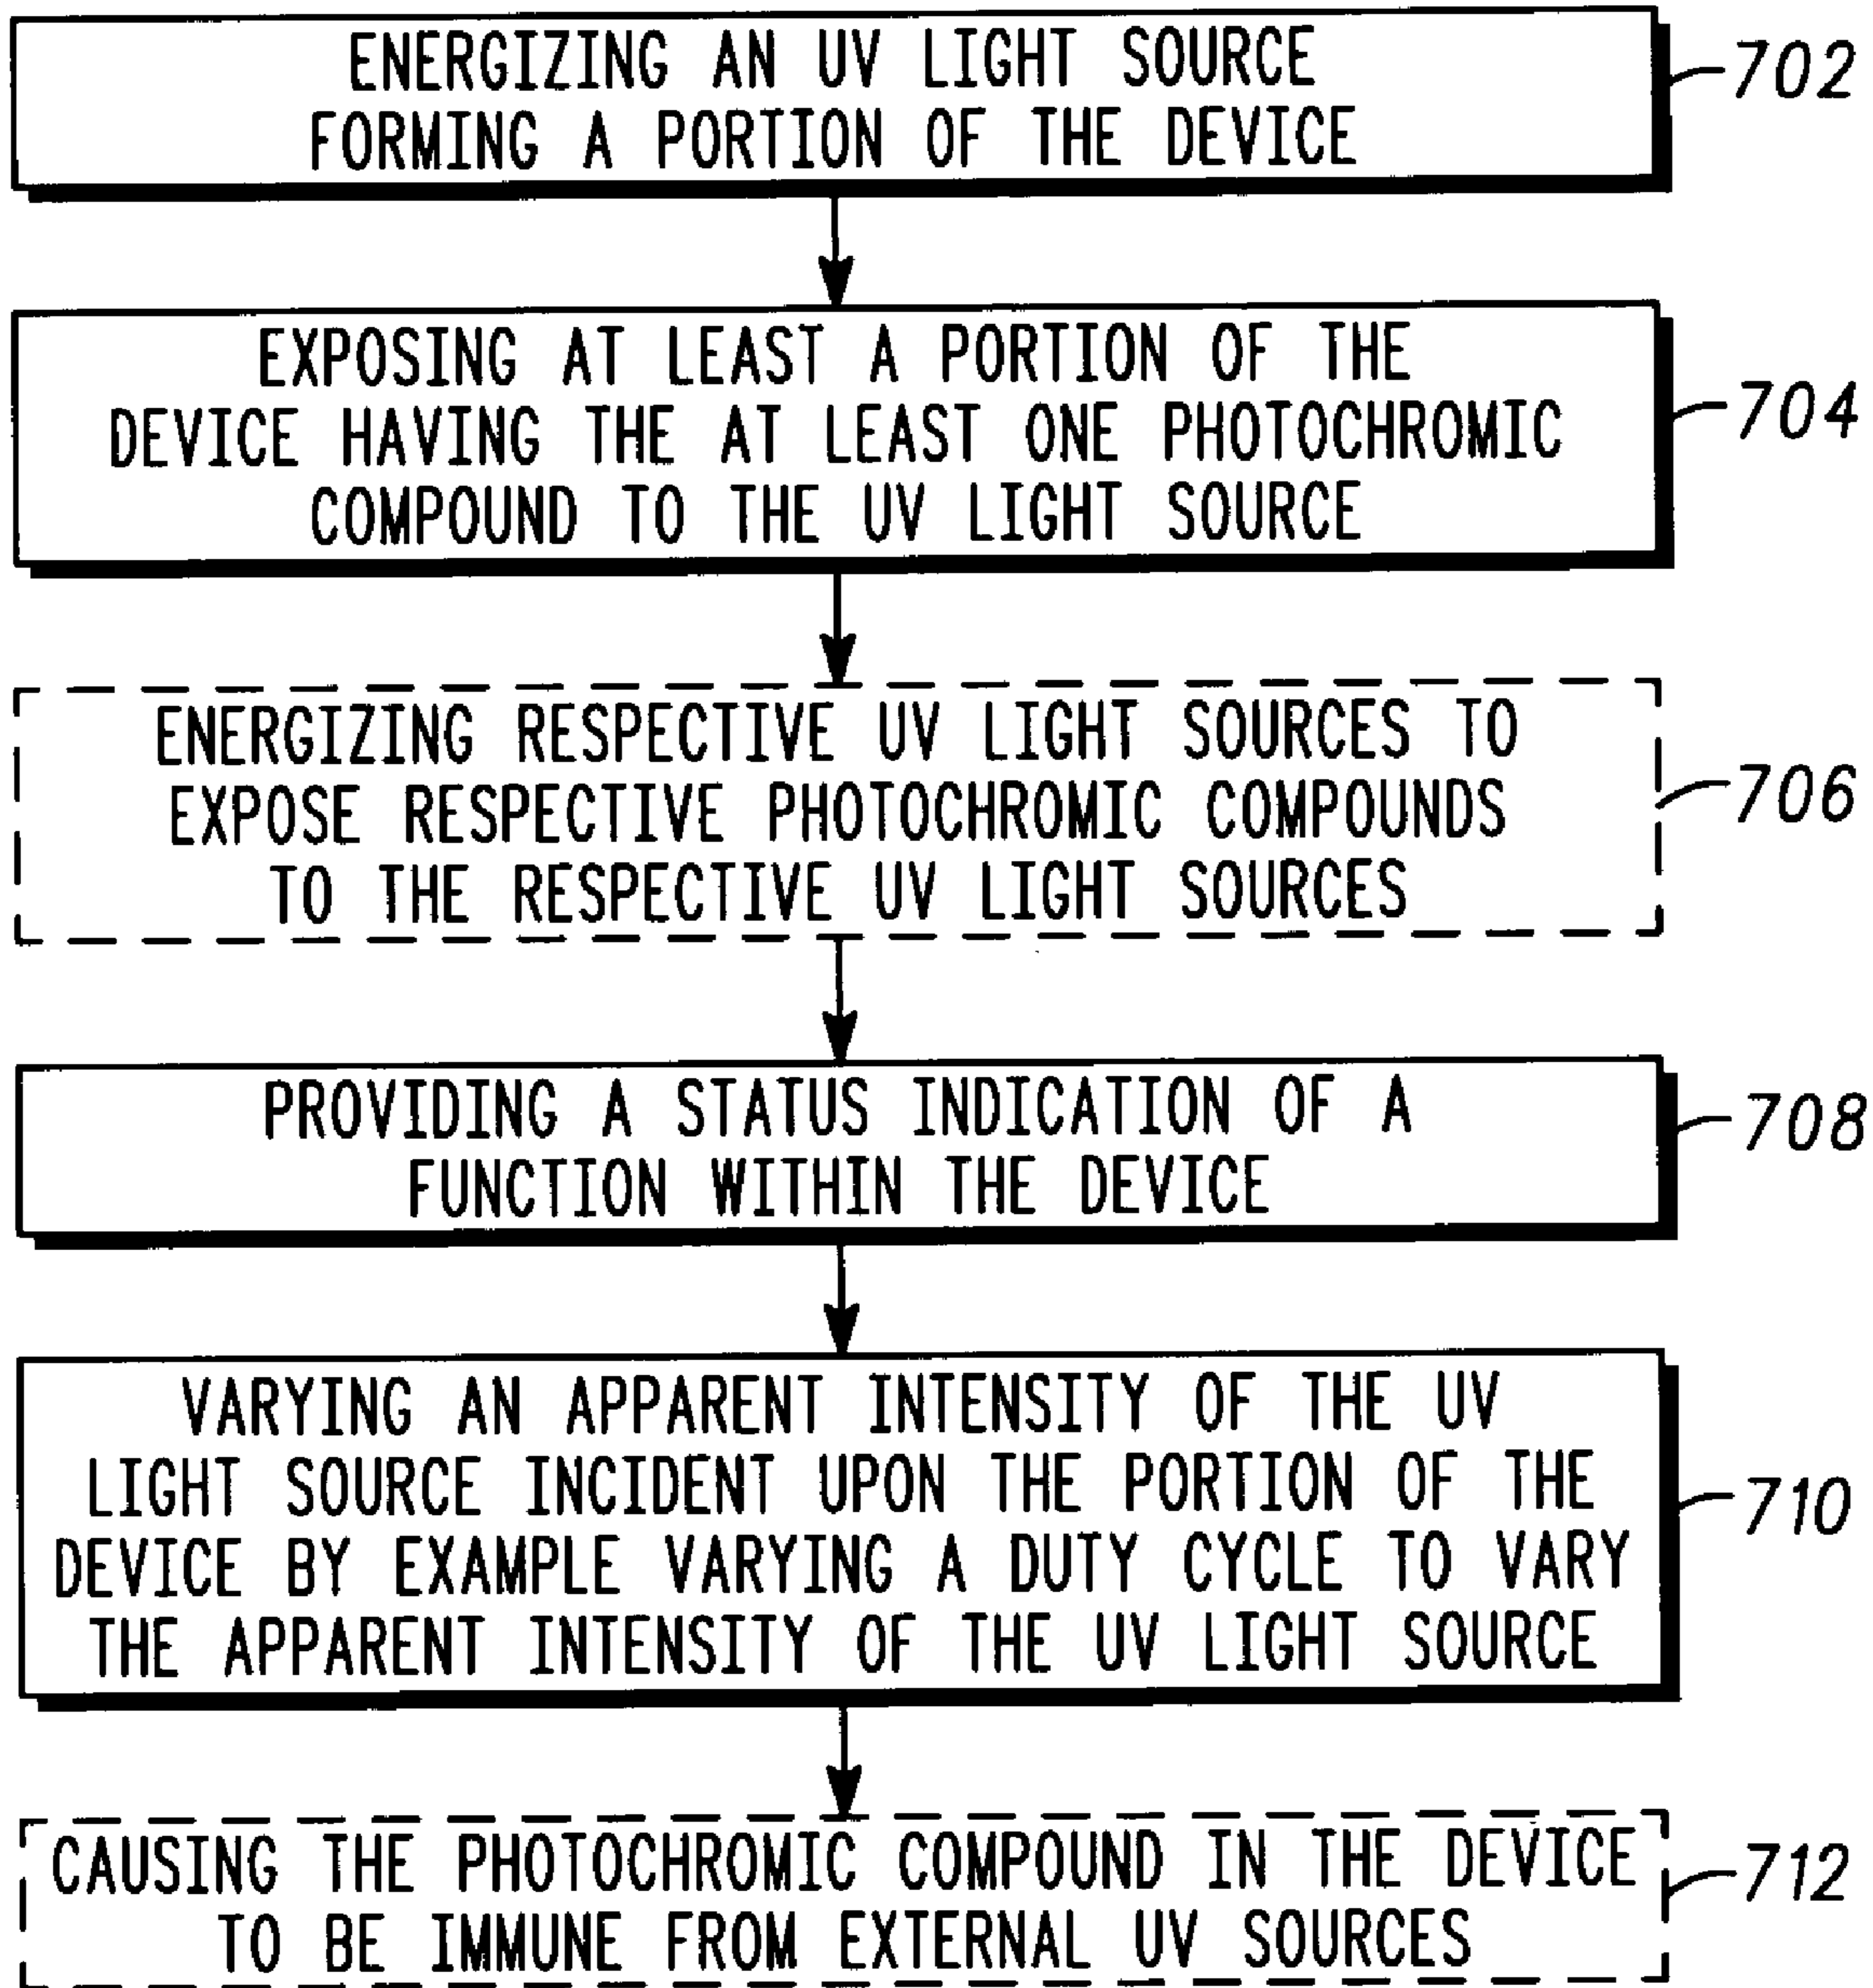 ENERGIZING AN UV LIGHT SOURCE
FORMING A PORTION OF THE DEVICE
702
EXPOSING AT LEAST A PORTION OF THE
DEVICE HAVING THE AT LEAST ONE PHOTOCHROMIC
COMPOUND TO THE UV LIGHT SOURCE
704
ENERGIZING RESPECTIVE UV LIGHT SOURCES TO
EXPOSE RESPECTIVE PHOTOCHROMIC COMPOUNDS
TO THE RESPECTIVE UV LIGHT SOURCES
706
PROVIDING A STATUS INDICATION OF A
FUNCTION WITHIN THE DEVICE
708
VARYING AN APPARENT INTENSITY OF THE UV
LIGHT SOURCE INCIDENT UPON THE PORTION OF THE
DEVICE BY EXAMPLE VARYING A DUTY CYCLE TO VARY
THE APPARENT INTENSITY OF THE UV LIGHT SOURCE
710
CAUSING THE PHOTOCHROMIC COMPOUND IN THE DEVICE
TO BE IMMUNE FROM EXTERNAL UV SOURCES
712